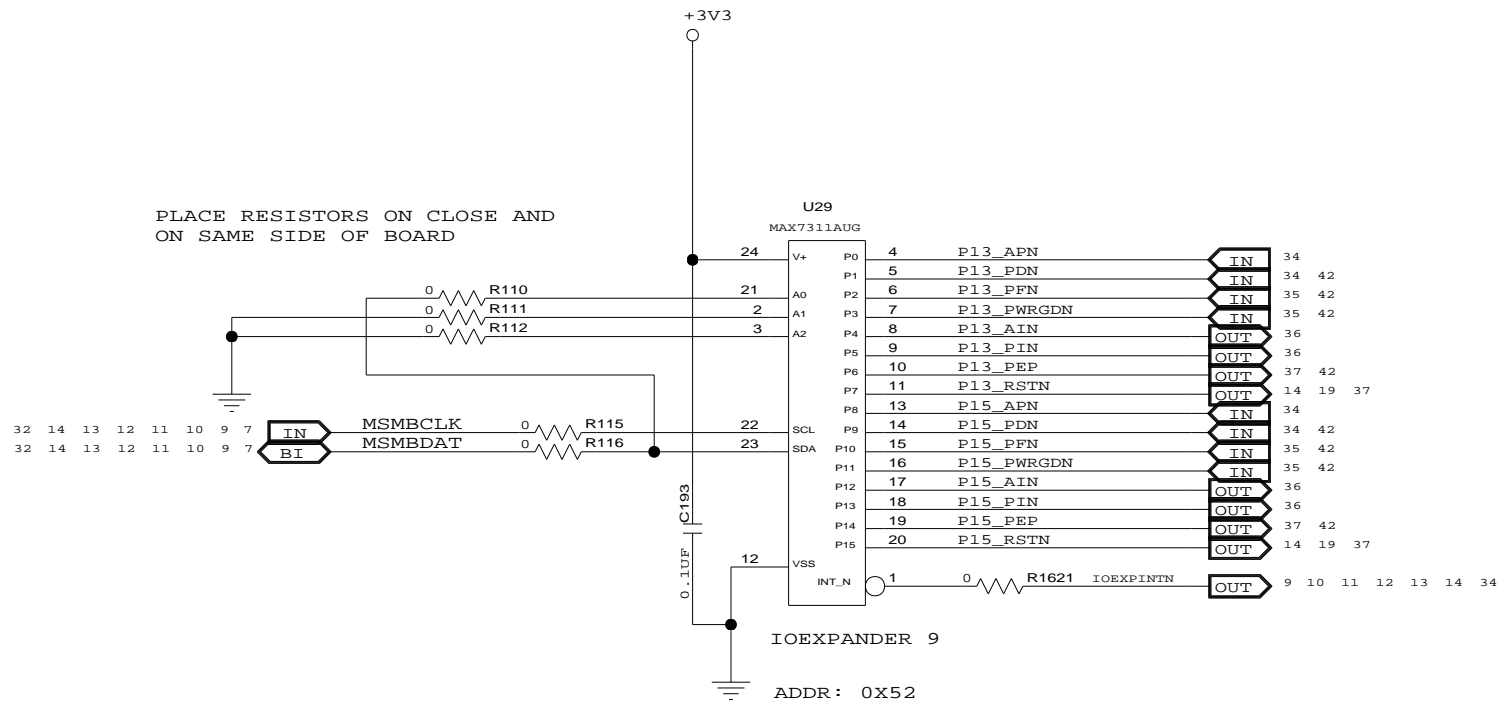 +3V3
PLACE RESISTORS ON CLOSE AND
ON SAME SIDE OF BOARD
U29
MAX7311AUG
24 V+ P0 4 P13_APN IN 34
P1 5 P13_PDN IN 34 42
0 R110 21 A0 P2 6 P13_PFN IN 35 42
0 R111 2 A1 P3 7 P13_PWRGDN IN 35 42
0 R112 3 A2 P4 8 P13_AIN OUT 36
P5 9 P13_PIN OUT 36
P6 10 P13_PEP OUT 37 42
P7 11 P13_RSTN OUT 14 19 37
P8 13 P15_APN IN 34
32 14 13 12 11 10 9 7 IN MSMBCLK 0 R115 22 SCL P9 14 P15_PDN IN 34 42
32 14 13 12 11 10 9 7 BI MSMBDAT 0 R116 23 SDA P10 15 P15_PFN IN 35 42
P11 16 P15_PWRGDN IN 35 42
P12 17 P15_AIN OUT 36
C193 P13 18 P15_PIN OUT 36
P14 19 P15_PEP OUT 37 42
P15 20 P15_RSTN OUT 14 19 37
0.1UF 12 VSS
INT_N 1 0 R1621 IOEXPINTN OUT 9 10 11 12 13 14 34
IOEXPANDER 9
ADDR: 0X52